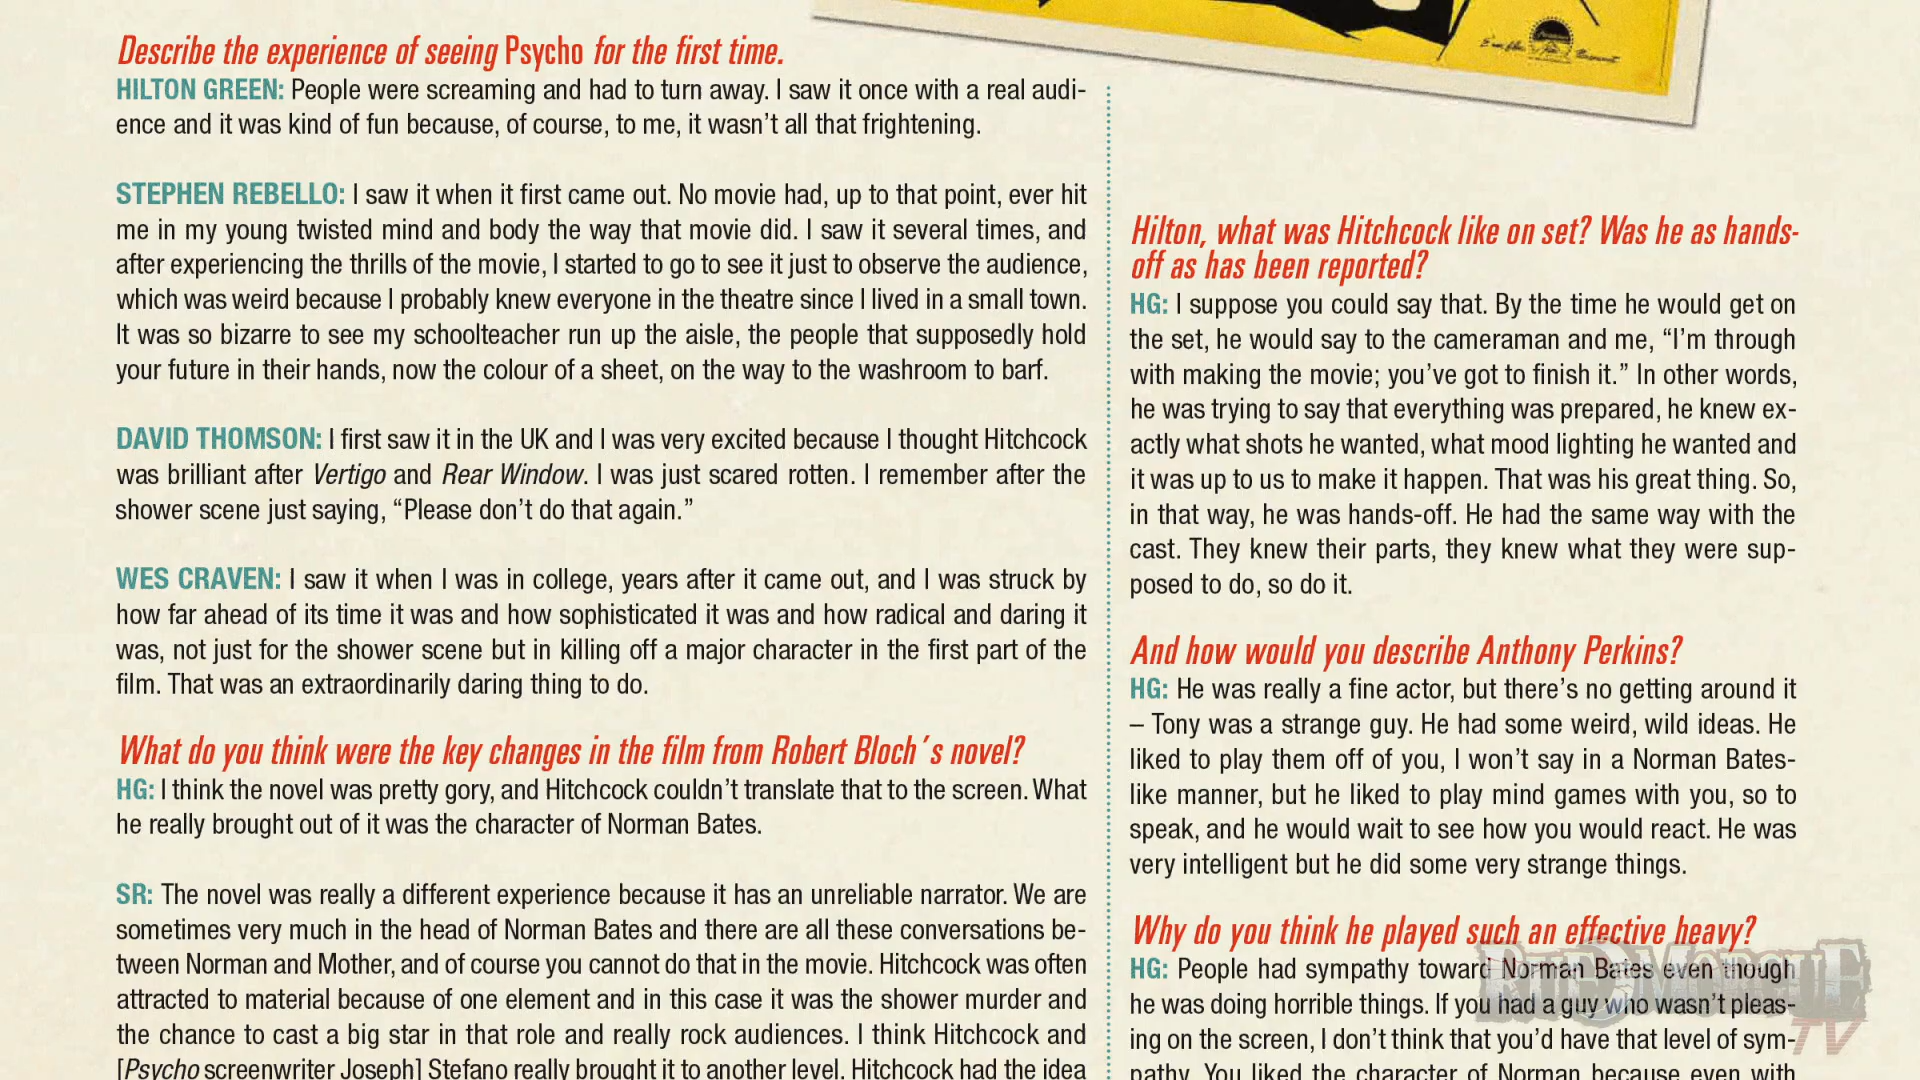 Describe the experience of seeing Psycho for the first time.
HILTON GREEN: People were screaming and had to turn away. I saw it once with a real audi-
ence and it was kind of fun because, of course, to me, it wasn't all that frightening.
STEPHEN REBELLO: I saw it when it first came out. No movie had, up to that point, ever hit
me in my young twisted mind and body the way that movie did. I saw it several times, and
after experiencing the thrills of the movie, I started to go to see it just to observe the audience,
which was weird because I probably knew everyone in the theatre since I lived in a small town.
It was so bizarre to see my schoolteacher run up the aisle, the people that supposedly hold
your future in their hands, now the colour of a sheet, on the way to the washroom to barf.
DAVID THOMSON: I first saw it in the UK and I was very excited because I thought Hitchcock
was brilliant after Vertigo and Rear Window. I was just scared rotten. I remember after the
shower scene just saying, “Please don't do that again.”
WES CRAVEN: I saw it when I was in college, years after it came out, and I was struck by
how far ahead of its time it was and how sophisticated it was and how radical and daring it
was, not just for the shower scene but in killing off a major character in the first part of the
film. That was an extraordinarily daring thing to do.
What do you think were the key changes in the film from Robert Bloch´s novel?
HG: I think the novel was pretty gory, and Hitchcock couldn't translate that to the screen. What
he really brought out of it was the character of Norman Bates.
SR: The novel was really a different experience because it has an unreliable narrator. We are
sometimes very much in the head of Norman Bates and there are all these conversations be-
tween Norman and Mother, and of course you cannot do that in the movie. Hitchcock was often
attracted to material because of one element and in this case it was the shower murder and
the chance to cast a big star in that role and really rock audiences. I think Hitchcock and
[Psycho screenwriter Joseph] Stefano really brought it to another level. Hitchcock had the idea
Hilton, what was Hitchcock like on set? Was he as hands-
off as has been reported?
HG: I suppose you could say that. By the time he would get on
the set, he would say to the cameraman and me, “I'm through
with making the movie; you've got to finish it.” In other words,
he was trying to say that everything was prepared, he knew ex-
actly what shots he wanted, what mood lighting he wanted and
it was up to us to make it happen. That was his great thing. So,
in that way, he was hands-off. He had the same way with the
cast. They knew their parts, they knew what they were sup-
posed to do, so do it.
And how would you describe Anthony Perkins?
HG: He was really a fine actor, but there's no getting around it
– Tony was a strange guy. He had some weird, wild ideas. He
liked to play them off of you, I won't say in a Norman Bates-
like manner, but he liked to play mind games with you, so to
speak, and he would wait to see how you would react. He was
very intelligent but he did some very strange things.
Why do you think he played such an effective heavy?
HG: People had sympathy toward Norman Bates even though
he was doing horrible things. If you had a guy who wasn't pleas-
ing on the screen, I don't think that you'd have that level of sym-
pathy. You liked the character of Norman because even with
RUE MORGUE
TV